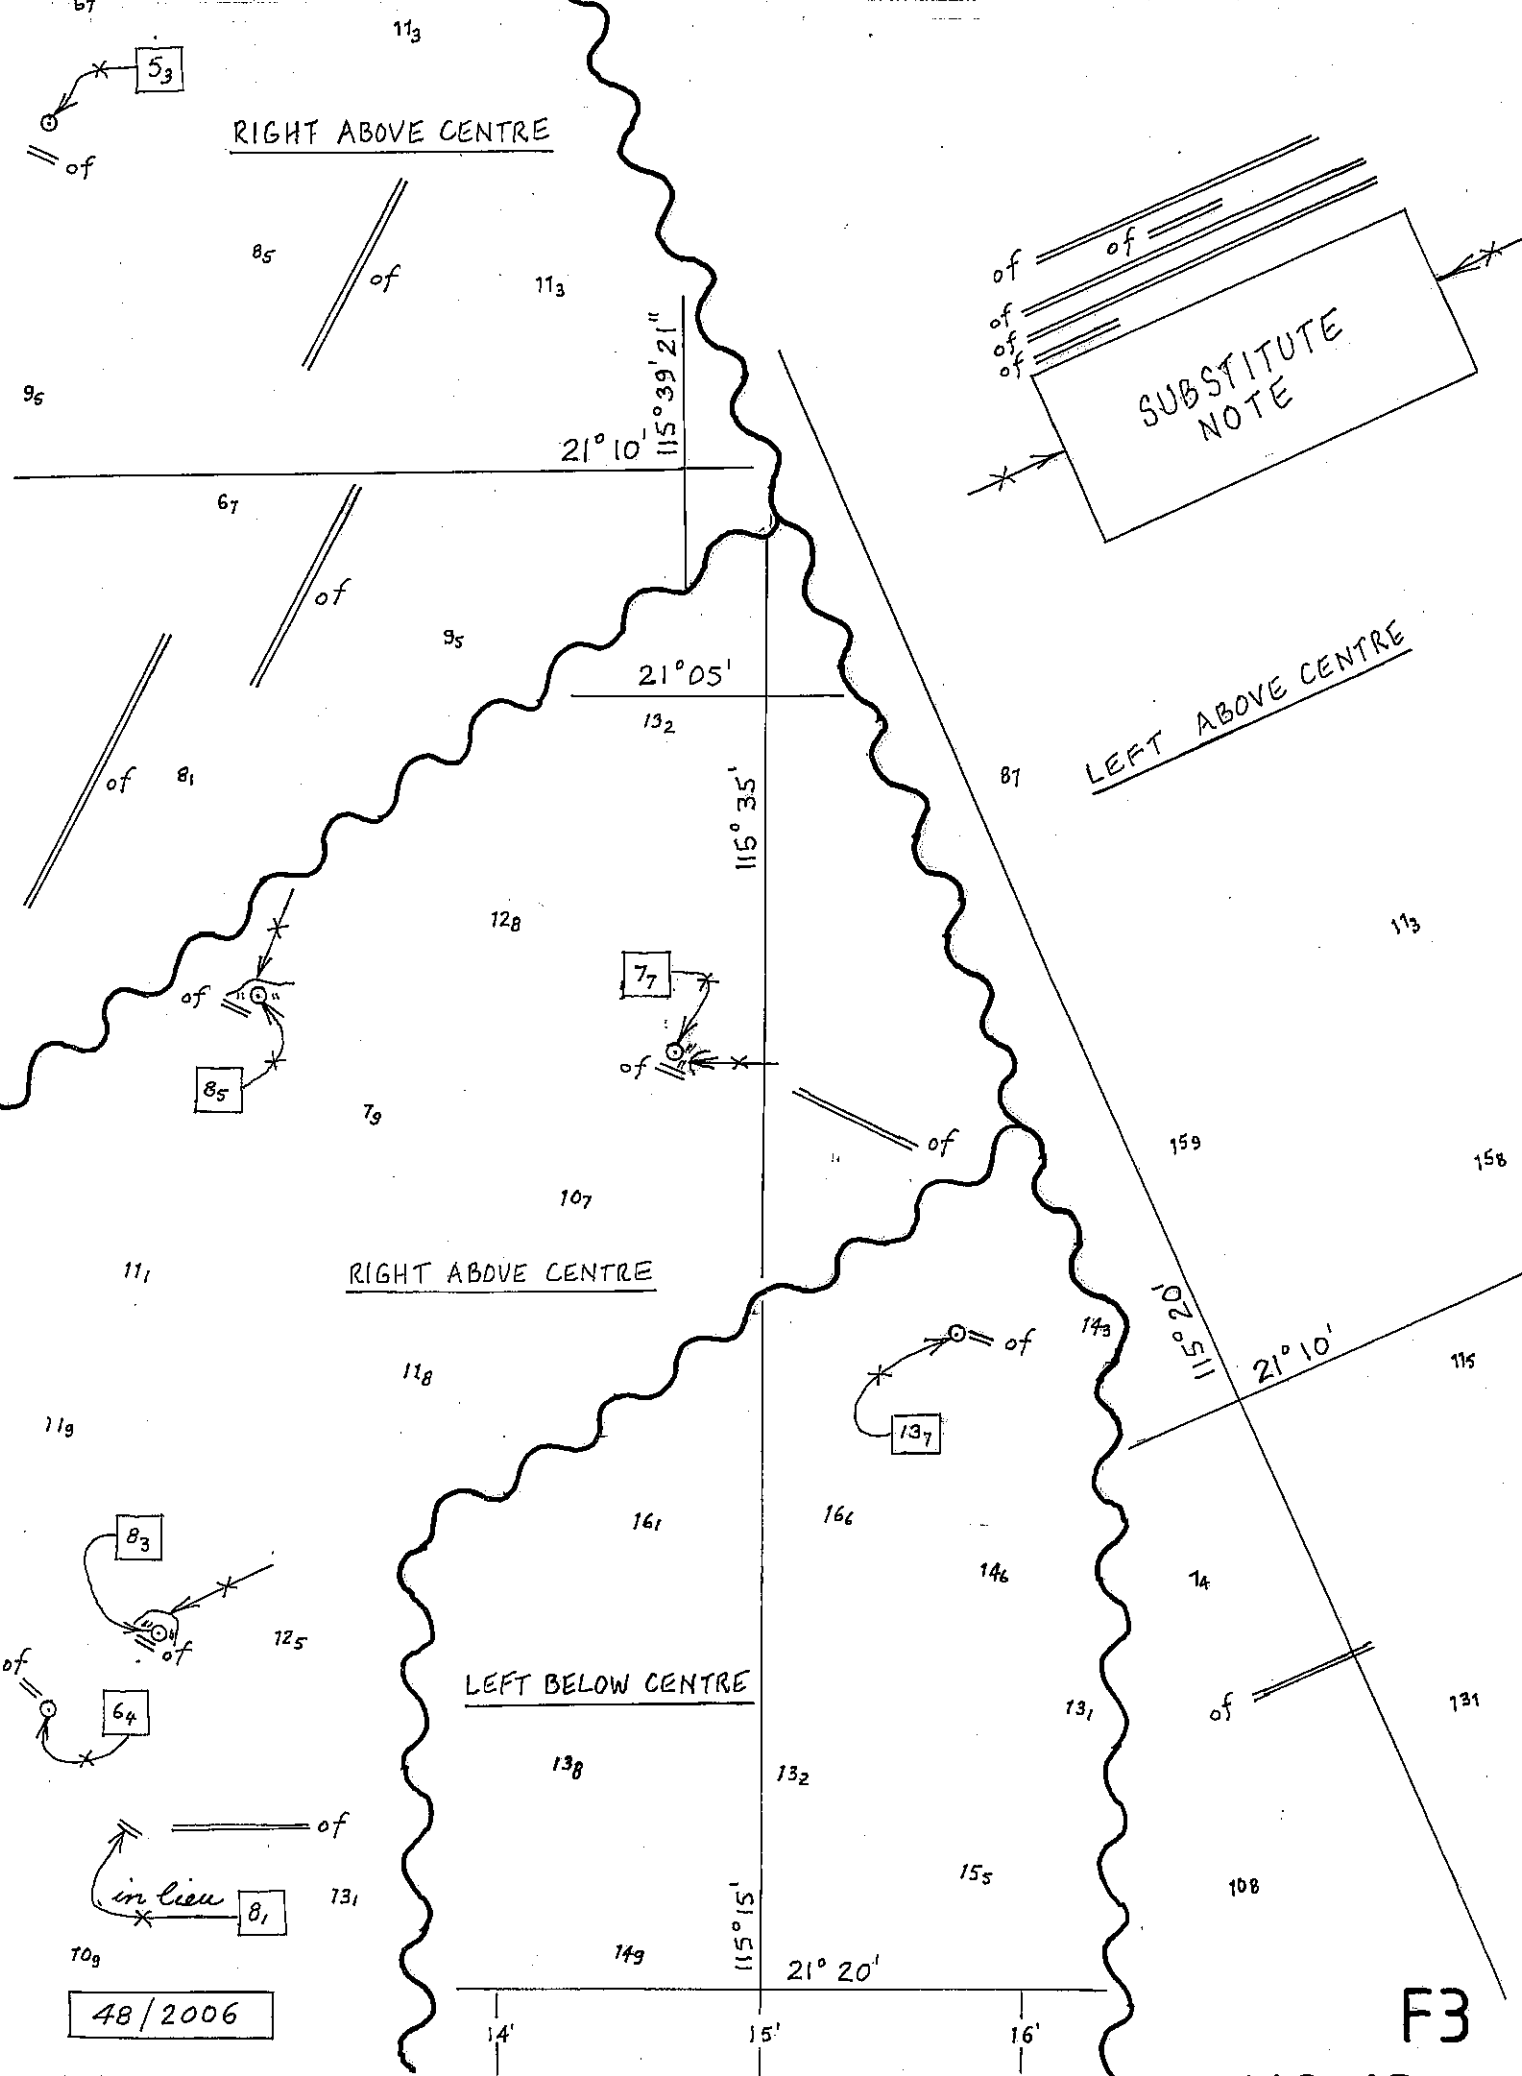 6₇
11₃
5₃
of
RIGHT ABOVE CENTRE
8₅
of
11₃
9₅
115° 39' 21"
21° 10'
of
of
of
of
of
SUBSTITUTE
NOTE
6₇
of
9₅
of
8₁
21° 05'
13₂
115° 35'
8₇
LEFT ABOVE CENTRE
11₃
12₈
7₇
of
8₅
of
7₉
of
15₉
15₈
10₇
11₁
RIGHT ABOVE CENTRE
11₈
11₉
of
14₃
13₇
115° 20'
21° 10'
11₅
8₃
of
12₅
of
6₄
16₁
16₆
14₆
7₄
LEFT BELOW CENTRE
13₁
of
13₁
13₈
13₂
of
in lieu
8₁
13₁
15₅
10₈
10₉
14₉
115° 15'
21° 20'
48/2006
14'
15'
16'
F3